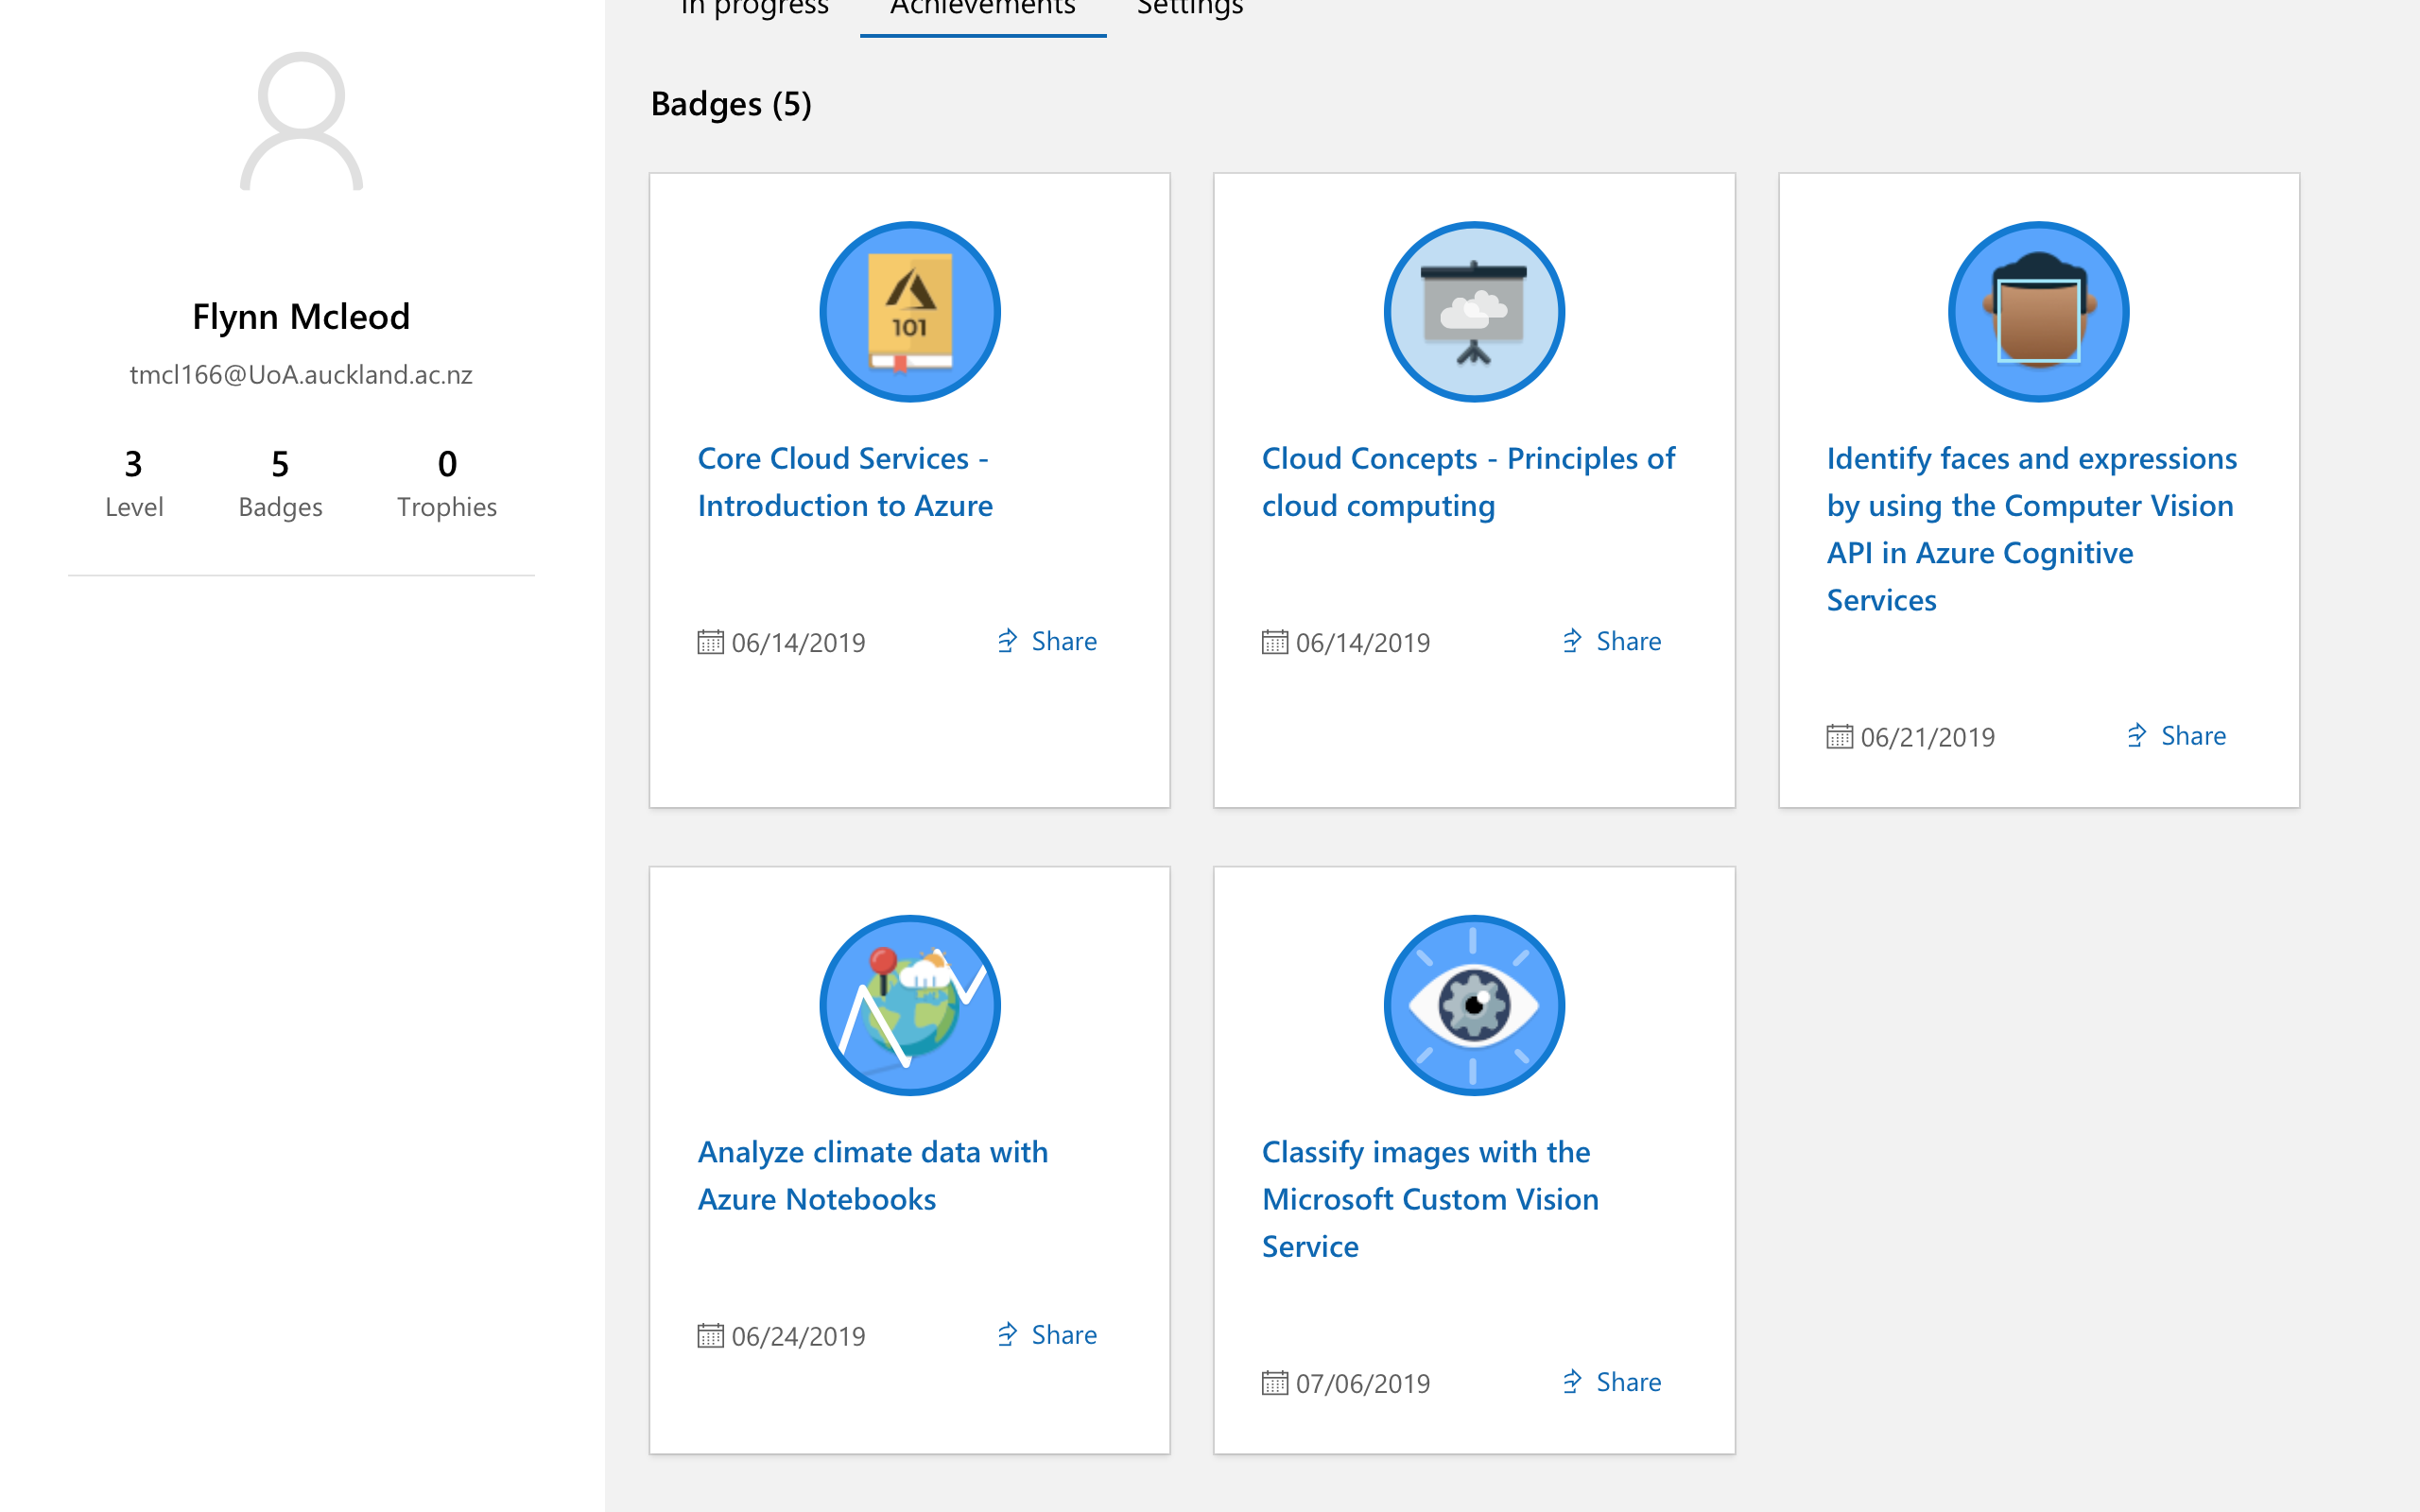 In progress
Achievements
Settings
Flynn Mcleod
tmcl166@UoA.auckland.ac.nz
3 5 0
Level Badges Trophies
Badges (5)
101
Core Cloud Services -
Introduction to Azure
06/14/2019 Share
Cloud Concepts - Principles of
cloud computing
06/14/2019 Share
Identify faces and expressions
by using the Computer Vision
API in Azure Cognitive
Services
06/21/2019 Share
Analyze climate data with
Azure Notebooks
06/24/2019 Share
Classify images with the
Microsoft Custom Vision
Service
07/06/2019 Share